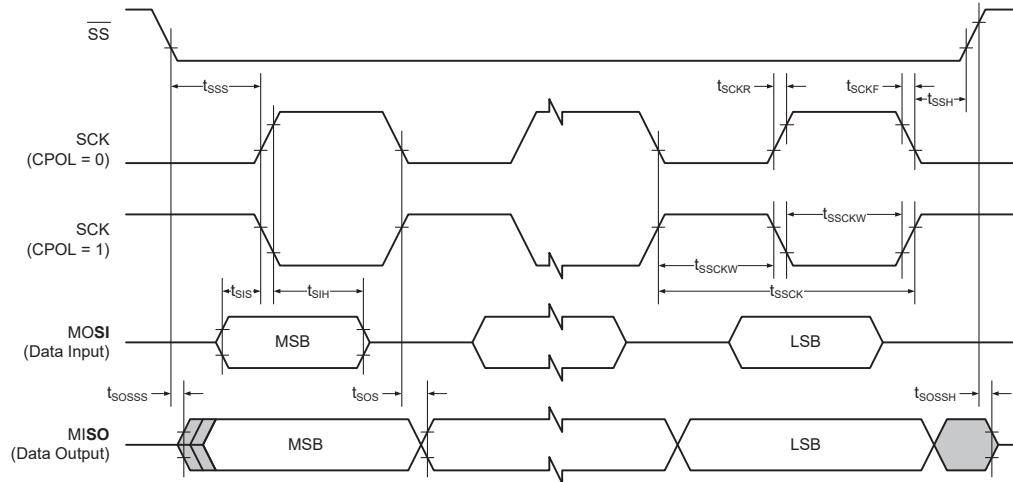 SS
tSSS
tSCKR
tSCKF
tSSH
SCK
(CPOL = 0)
SCK
(CPOL = 1)
tSSCKW
tSSCKW
tSSCK
tSIS
tSIH
MOSI
(Data Input)
MSB
LSB
tSOSSS
tSOS
tSOSSH
MISO
(Data Output)
MSB
LSB